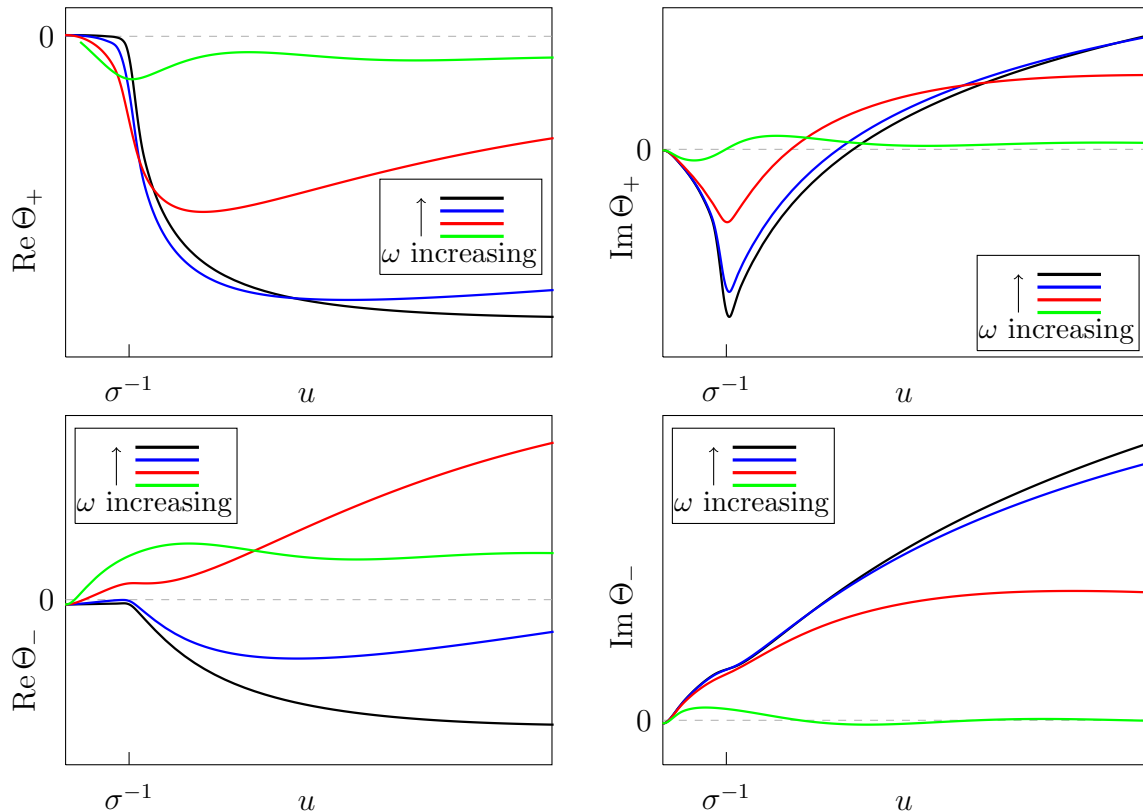 0
Re Θ₊
ω increasing
σ⁻¹
u
0
Im Θ₊
ω increasing
σ⁻¹
u
0
Re Θ₋
ω increasing
σ⁻¹
u
0
Im Θ₋
ω increasing
σ⁻¹
u